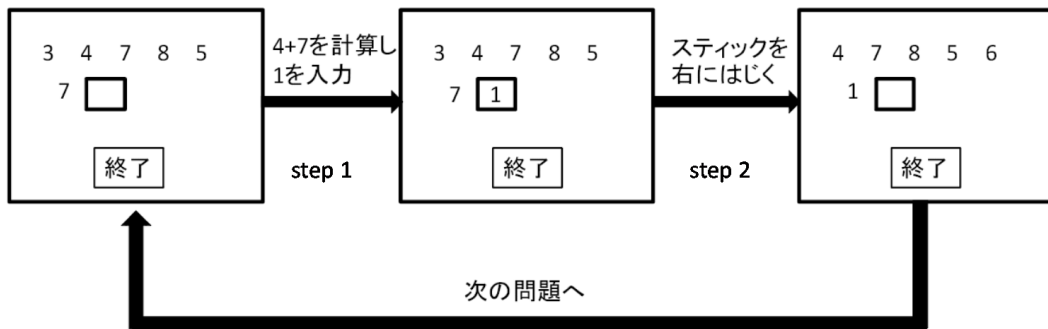 3 4 7 8 5
7
終了
4+7を計算し
1を入力
step 1
3 4 7 8 5
7 1
終了
スティックを
右にはじく
step 2
4 7 8 5 6
1
終了
次の問題へ